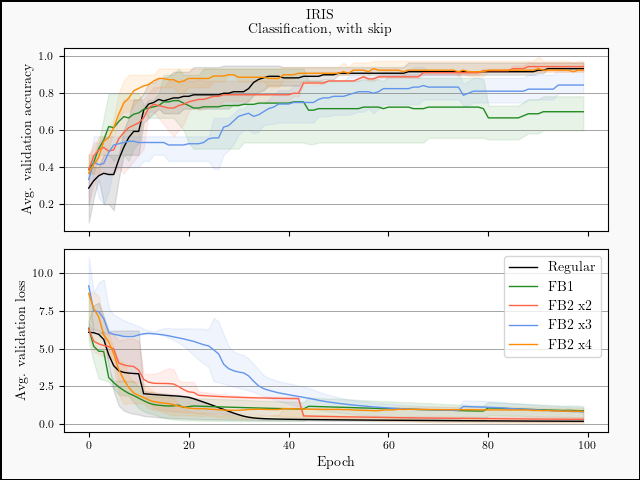 IRIS
Classification, with skip
Avg. validation accuracy
1.0
0.8
0.6
0.4
0.2
Avg. validation loss
10.0
7.5
5.0
2.5
0.0
Regular
FB1
FB2 x2
FB2 x3
FB2 x4
0 20 40 60 80 100
Epoch